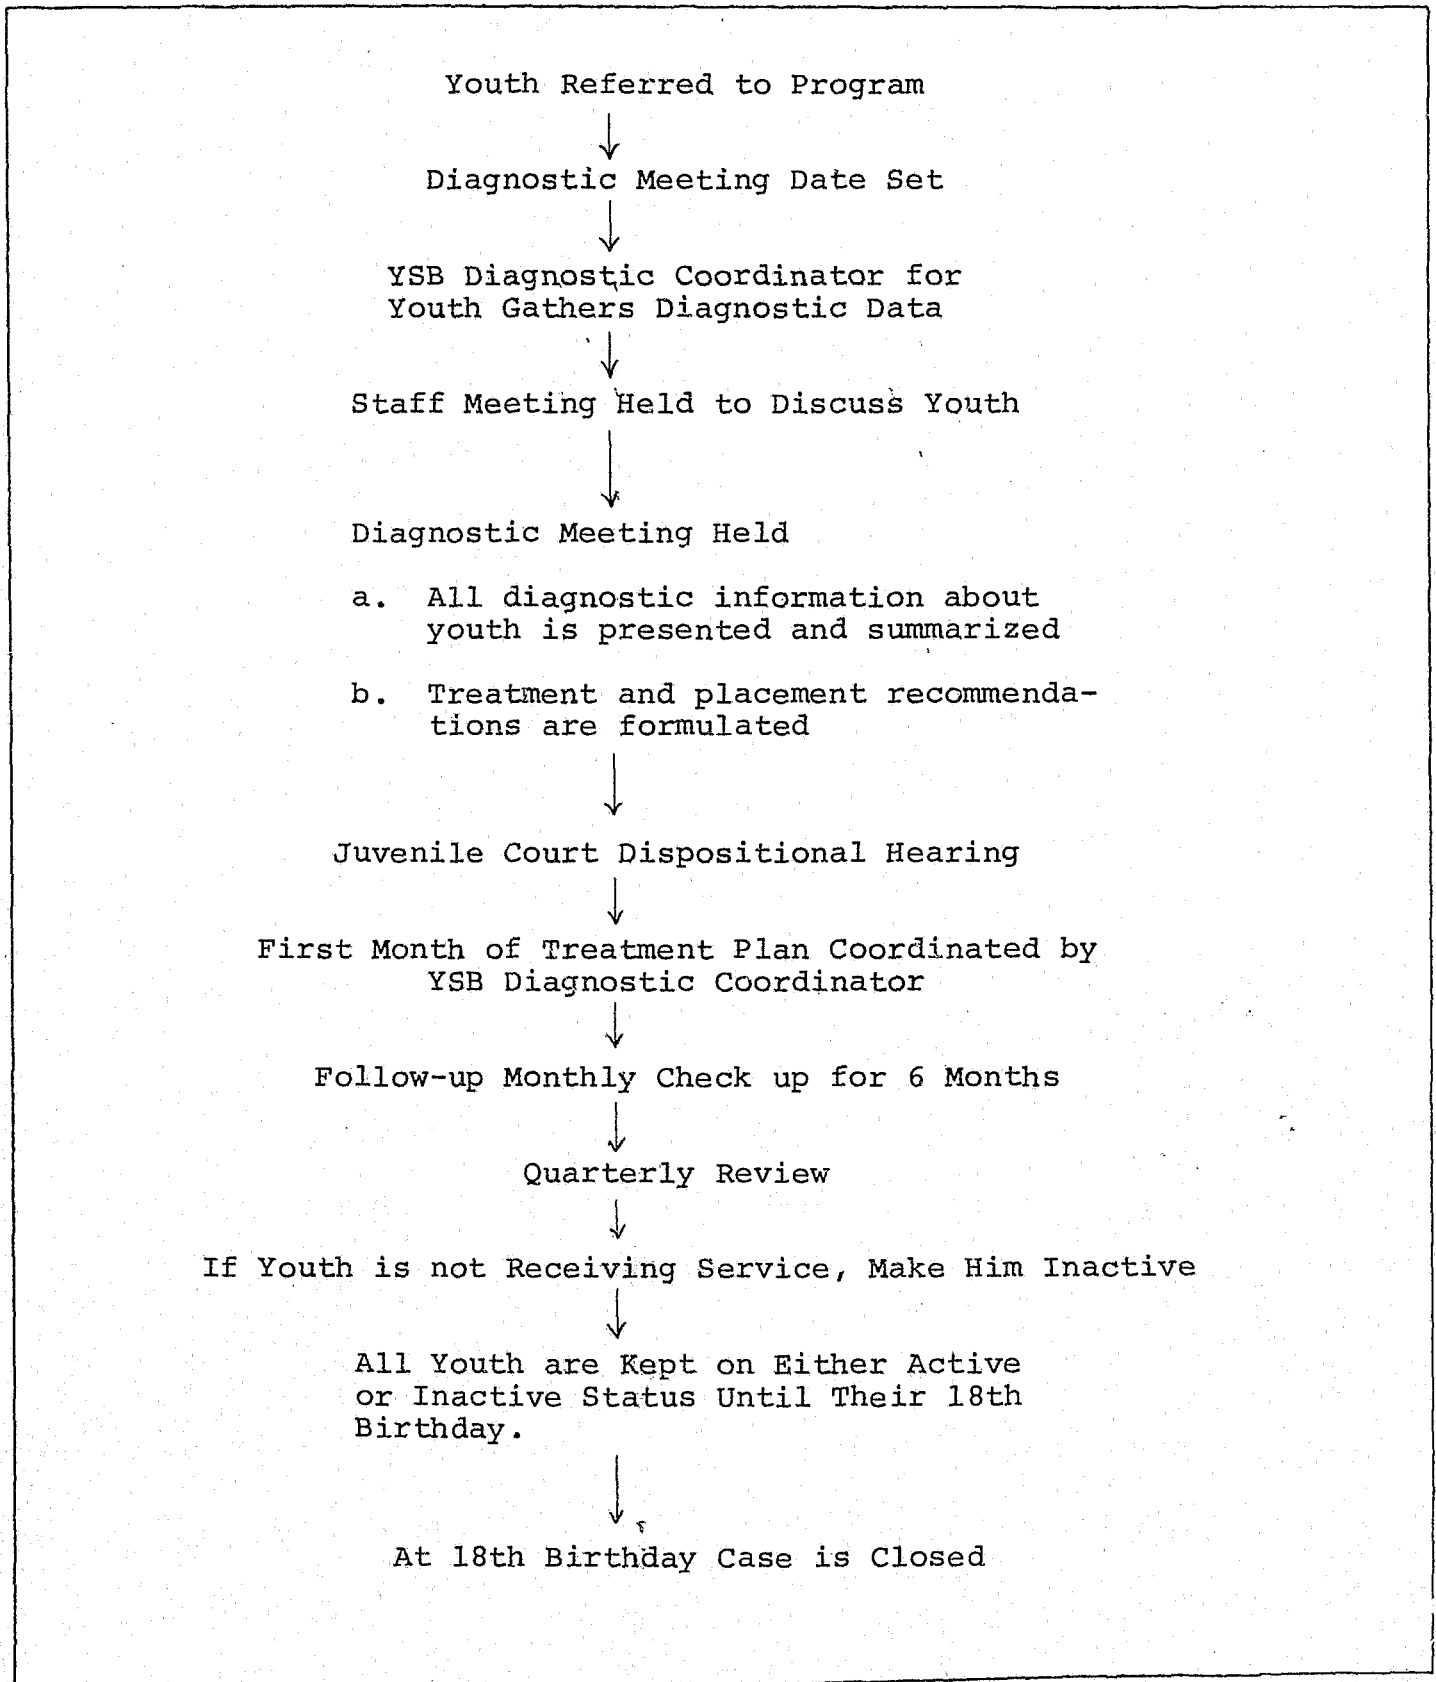 Youth Referred to Program
Diagnostic Meeting Date Set
YSB Diagnostic Coordinator for
Youth Gathers Diagnostic Data
Staff Meeting Held to Discuss Youth
Diagnostic Meeting Held
a. All diagnostic information about
youth is presented and summarized
b. Treatment and placement recommenda-
tions are formulated
Juvenile Court Dispositional Hearing
First Month of Treatment Plan Coordinated by
YSB Diagnostic Coordinator
Follow-up Monthly Check up for 6 Months
Quarterly Review
If Youth is not Receiving Service, Make Him Inactive
All Youth are Kept on Either Active
or Inactive Status Until Their 18th
Birthday.
At 18th Birthday Case is Closed